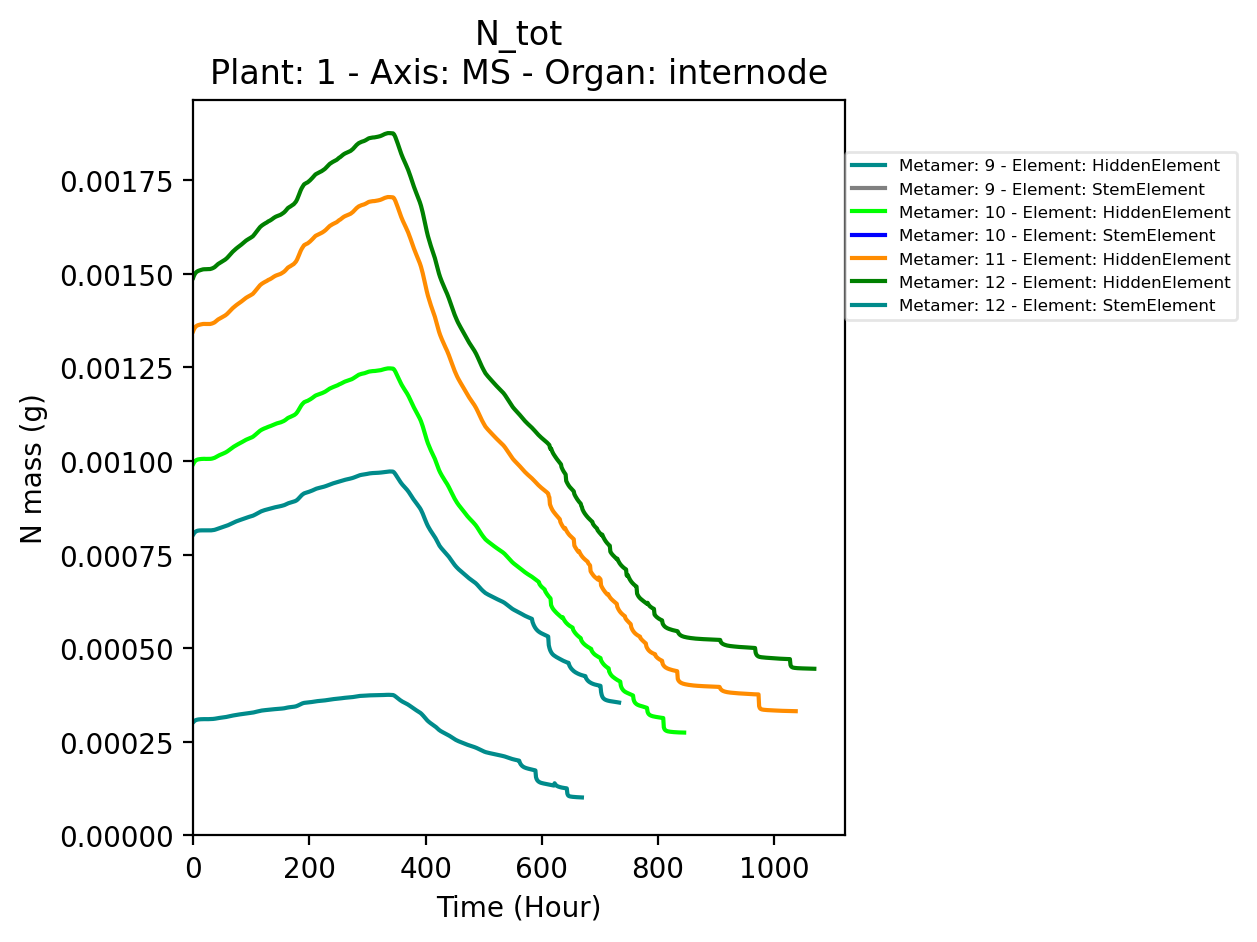 N_tot
Plant: 1 - Axis: MS - Organ: internode
0.00175
0.00150
0.00125
0.00100
0.00075
0.00050
0.00025
0.00000
N mass (g)
0 200 400 600 800 1000
Time (Hour)
Metamer: 9 - Element: HiddenElement
Metamer: 9 - Element: StemElement
Metamer: 10 - Element: HiddenElement
Metamer: 10 - Element: StemElement
Metamer: 11 - Element: HiddenElement
Metamer: 12 - Element: HiddenElement
Metamer: 12 - Element: StemElement